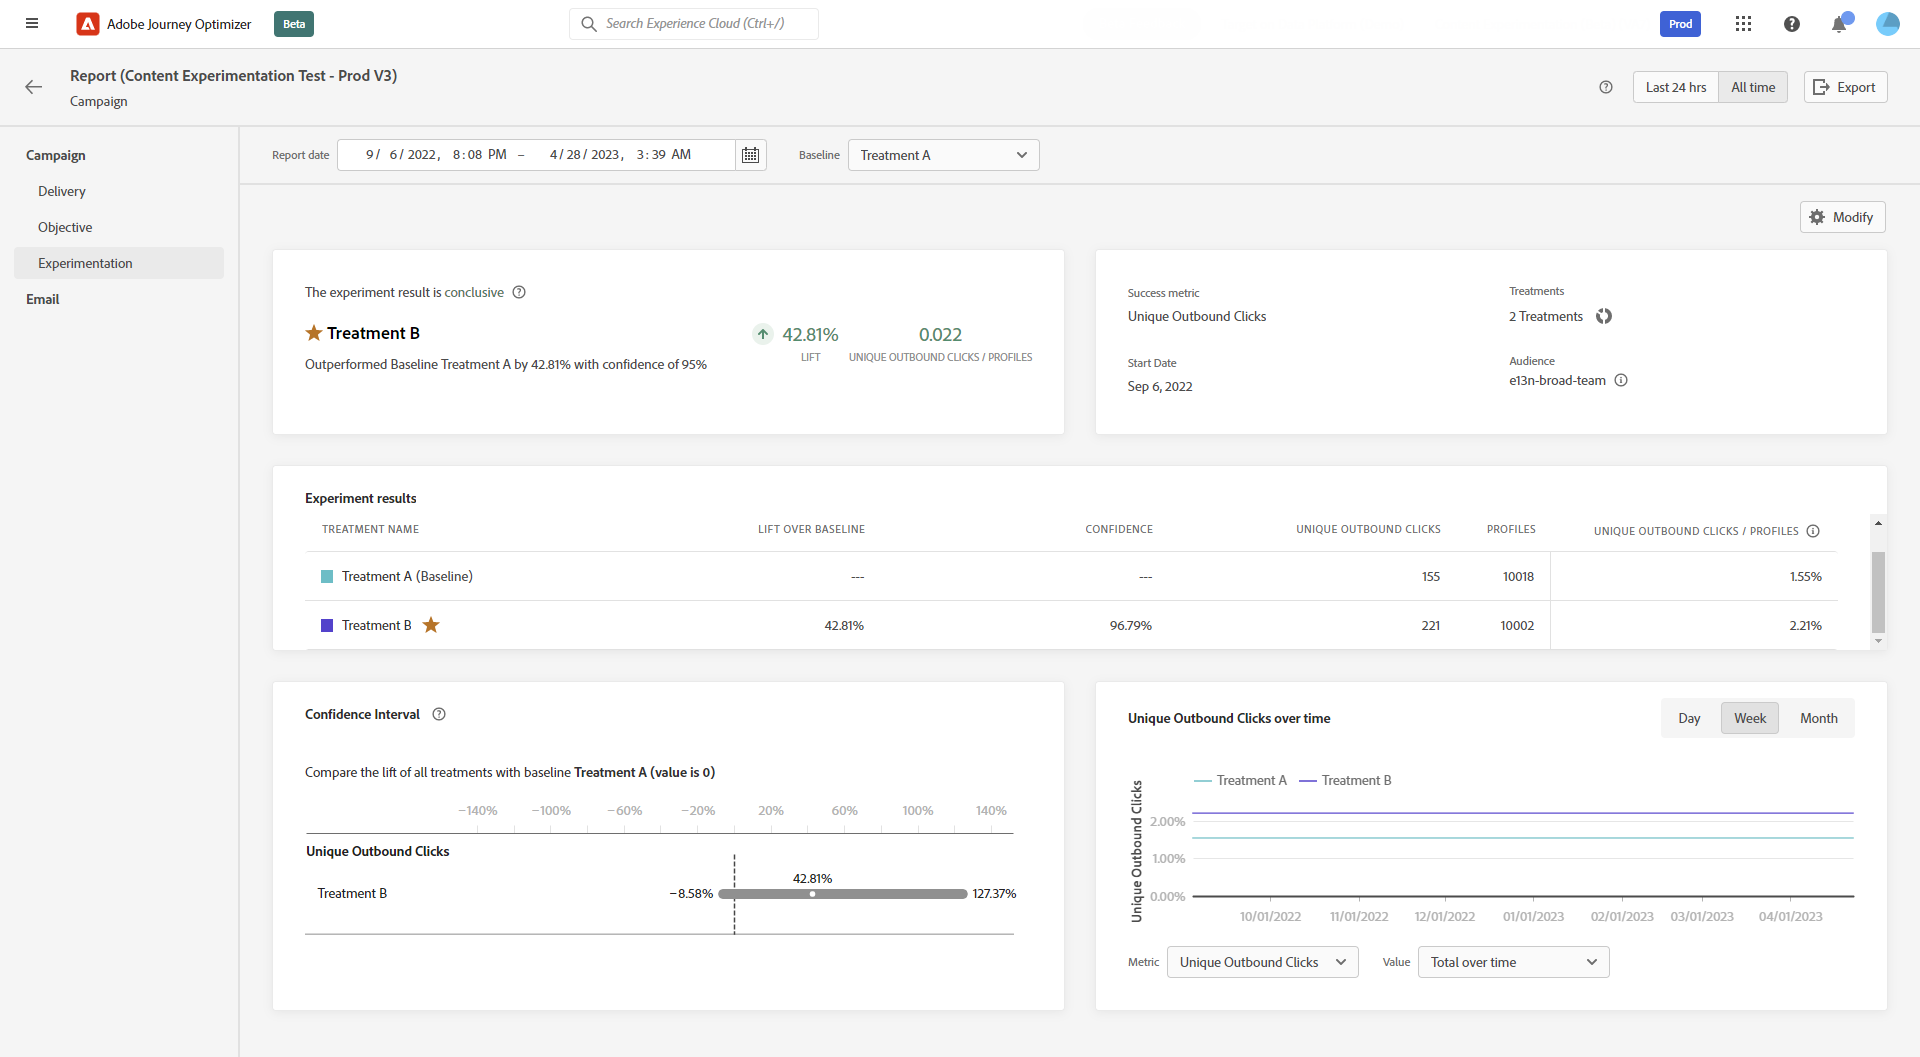 Adobe Journey Optimizer Beta Search Experience Cloud (Ctrl+/) Prod
Report (Content Experimentation Test - Prod V3)
Campaign
Last 24 hrs All time Export
Campaign
Delivery
Objective
Experimentation
Email
Report date 9/ 6/ 2022, 8:08 PM – 4/28/ 2023, 3:39 AM Baseline Treatment A
Modify
The experiment result is conclusive
Treatment B
Outperformed Baseline Treatment A by 42.81% with confidence of 95%
42.81%
LIFT
0.022
UNIQUE OUTBOUND CLICKS / PROFILES
Success metric
Unique Outbound Clicks
Treatments
2 Treatments
Start Date
Sep 6, 2022
Audience
e13n-broad-team
Experiment results
TREATMENT NAME LIFT OVER BASELINE CONFIDENCE UNIQUE OUTBOUND CLICKS PROFILES UNIQUE OUTBOUND CLICKS / PROFILES
Treatment A (Baseline) --- --- 155 10018 1.55%
Treatment B 42.81% 96.79% 221 10002 2.21%
Confidence Interval
Compare the lift of all treatments with baseline Treatment A (value is 0)
−140% −100% −60% −20% 20% 60% 100% 140%
Unique Outbound Clicks
42.81%
Treatment B −8.58% 127.37%
Unique Outbound Clicks over time
Day Week Month
Treatment A Treatment B
Unique Outbound Clicks
2.00%
1.00%
0.00%
10/01/2022 11/01/2022 12/01/2022 01/01/2023 02/01/2023 03/01/2023 04/01/2023
Metric Unique Outbound Clicks Value Total over time